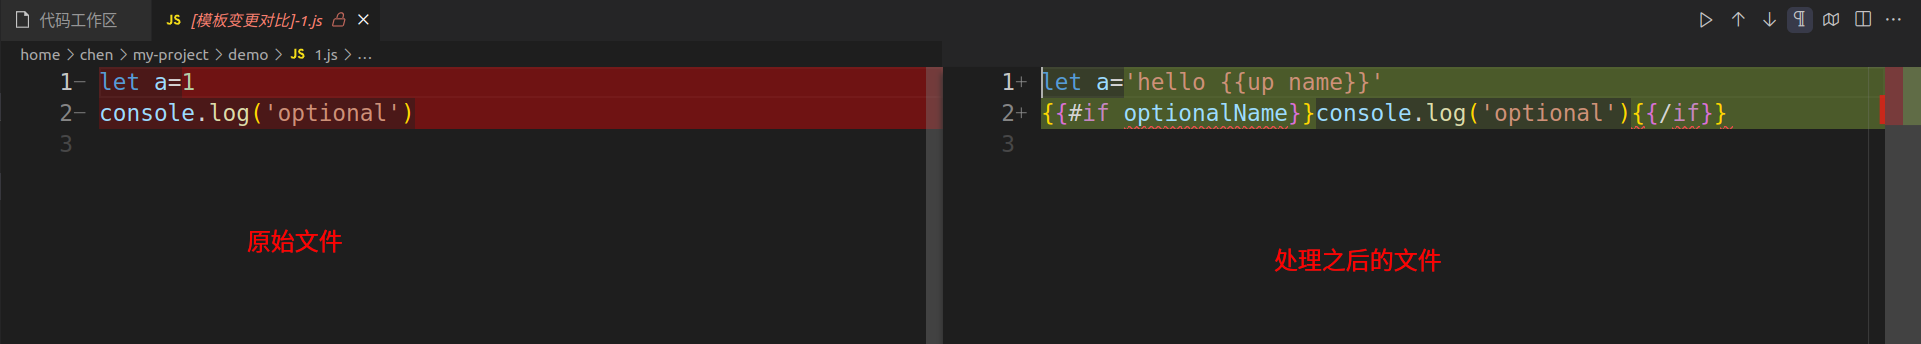 代码工作区
JS [模板变更对比]-1.js
home > chen > my-project > demo > JS 1.js > ...
1− let a=1
2− console.log('optional')
3
原始文件
1+ let a='hello {{up name}}'
2+ {{#if optionalName}}console.log('optional'){{/if}}
3
处理之后的文件